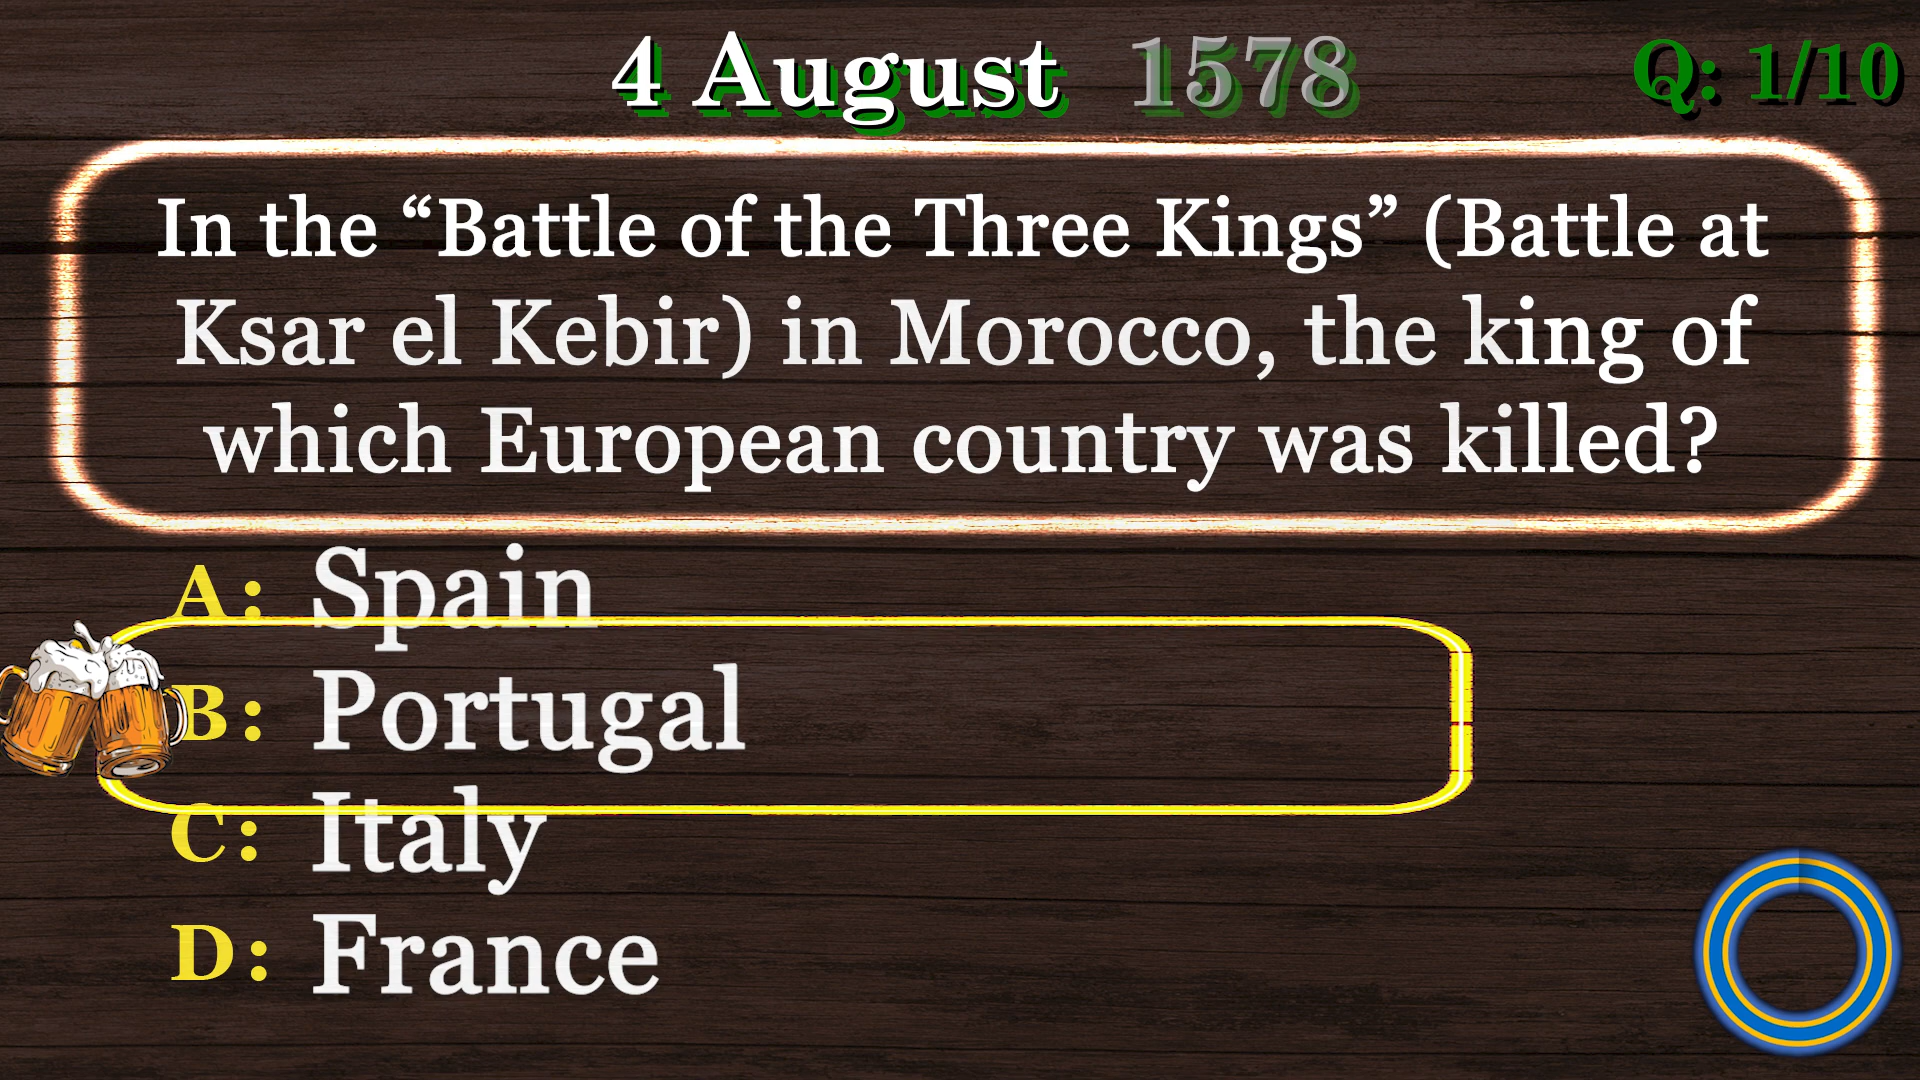 4 August 1578
Q: 1/10
In the “Battle of the Three Kings” (Battle at
Ksar el Kebir) in Morocco, the king of
which European country was killed?
A: Spain
B: Portugal
C: Italy
D: France